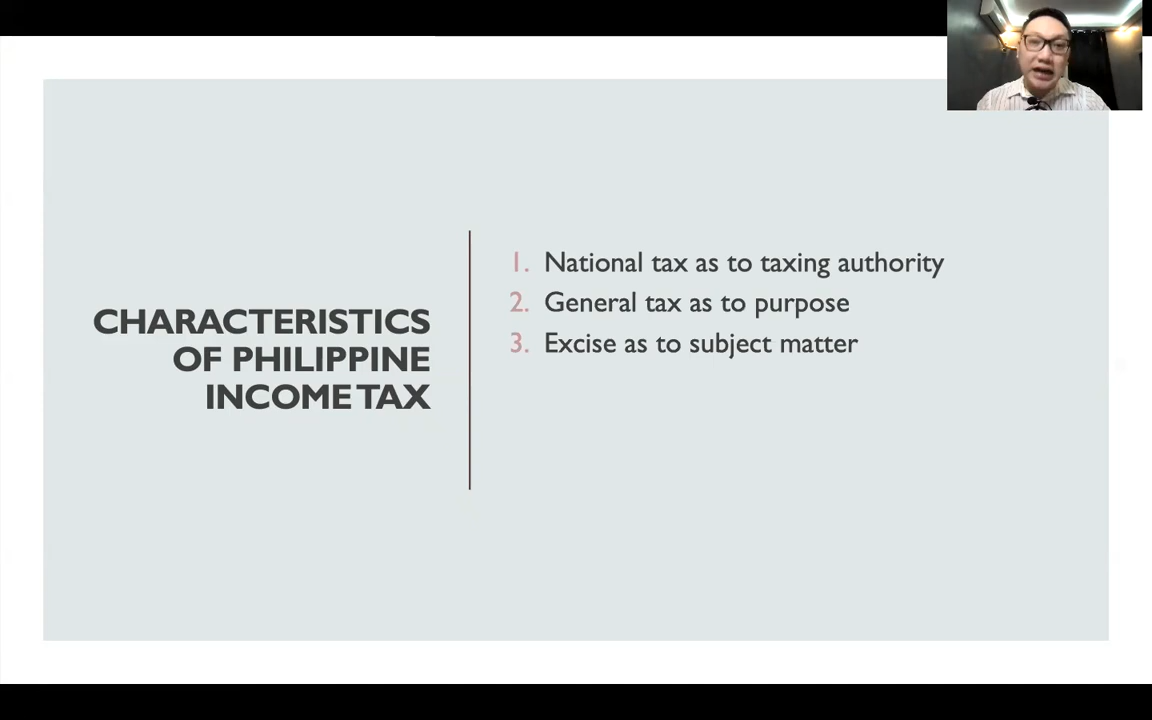 CHARACTERISTICS
OF PHILIPPINE
INCOME TAX
1. National tax as to taxing authority
2. General tax as to purpose
3. Excise as to subject matter